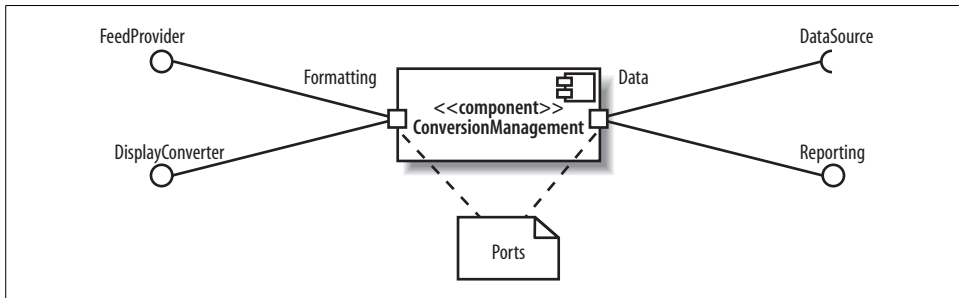 FeedProvider
DataSource
Formatting
Data
<<component>>
ConversionManagement
DisplayConverter
Reporting
Ports